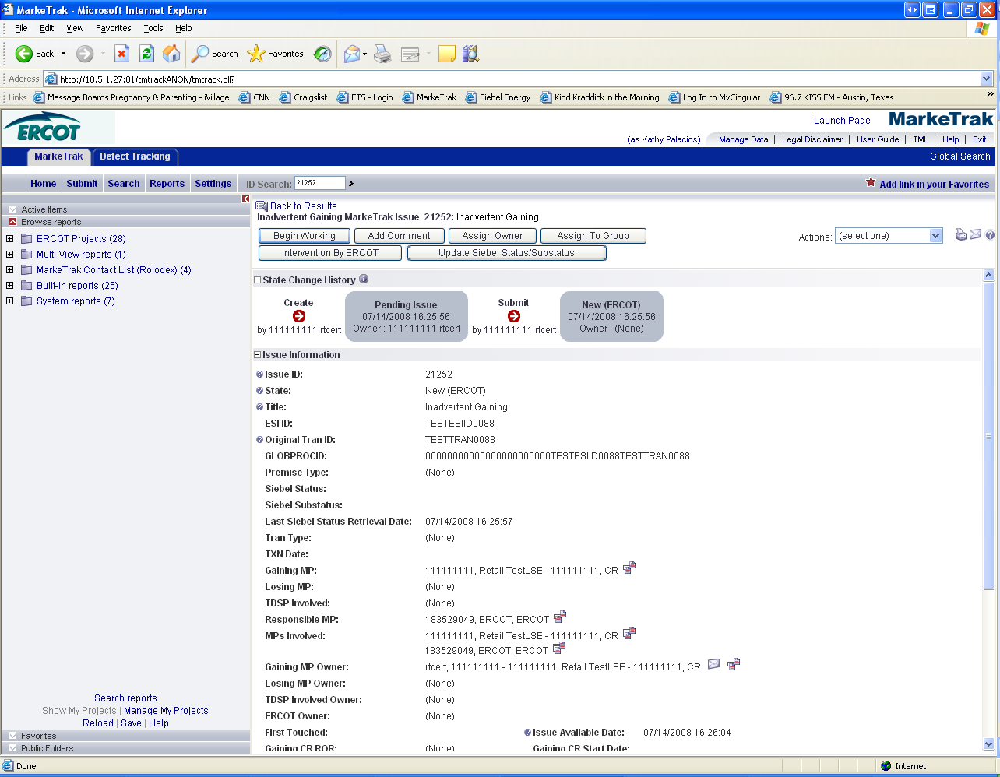 MarkeTrak - Microsoft Internet Explorer
File Edit View Favorites Tools Help
Back Search Favorites
Address http://10.5.1.27:81/tmtrackANON/tmtrack.dll?
Links Message Boards Pregnancy & Parenting - iVillage CNN Craigslist ETS - Login MarkeTrak Siebel Energy Kidd Kraddick in the Morning Log In to MyCingular 96.7 KISS FM - Austin, Texas »
ERCOT Launch Page MarkeTrak
(as Kathy Palacios) Manage Data | Legal Disclaimer | User Guide | TML | Help | Exit
MarkeTrak Defect Tracking Global Search
Home Submit Search Reports Settings ID Search: 21252 Add link in your Favorites
Active Items
Browse reports
ERCOT Projects (28)
Multi-View reports (1)
MarkeTrak Contact List (Rolodex) (4)
Built-In reports (25)
System reports (7)
Search reports
Show My Projects | Manage My Projects
Reload | Save | Help
Favorites
Public Folders
Back to Results
Inadvertent Gaining MarkeTrak Issue 21252: Inadvertent Gaining
Begin Working Add Comment Assign Owner Assign To Group Actions: (select one)
Intervention By ERCOT Update Siebel Status/Substatus
State Change History
Create
by 111111111 rtcert
Pending Issue
07/14/2008 16:25:56
Owner : 111111111 rtcert
Submit
by 111111111 rtcert
New (ERCOT)
07/14/2008 16:25:56
Owner : (None)
Issue Information
Issue ID: 21252
State: New (ERCOT)
Title: Inadvertent Gaining
ESI ID: TESTESIID0088
Original Tran ID: TESTTRAN0088
GLOBPROCID: 00000000000000000000000TESTESIID0088TESTTRAN0088
Premise Type: (None)
Siebel Status:
Siebel Substatus:
Last Siebel Status Retrieval Date: 07/14/2008 16:25:57
Tran Type: (None)
TXN Date:
Gaining MP: 111111111, Retail TestLSE - 111111111, CR
Losing MP: (None)
TDSP Involved: (None)
Responsible MP: 183529049, ERCOT, ERCOT
MPs Involved: 111111111, Retail TestLSE - 111111111, CR
183529049, ERCOT, ERCOT
Gaining MP Owner: rtcert, 111111111 - 111111111, Retail TestLSE - 111111111, CR
Losing MP Owner: (None)
TDSP Involved Owner: (None)
ERCOT Owner: (None)
First Touched: Issue Available Date: 07/14/2008 16:26:04
Gaining CR ROR: (None) Gaining CR Start Date:
Done Internet